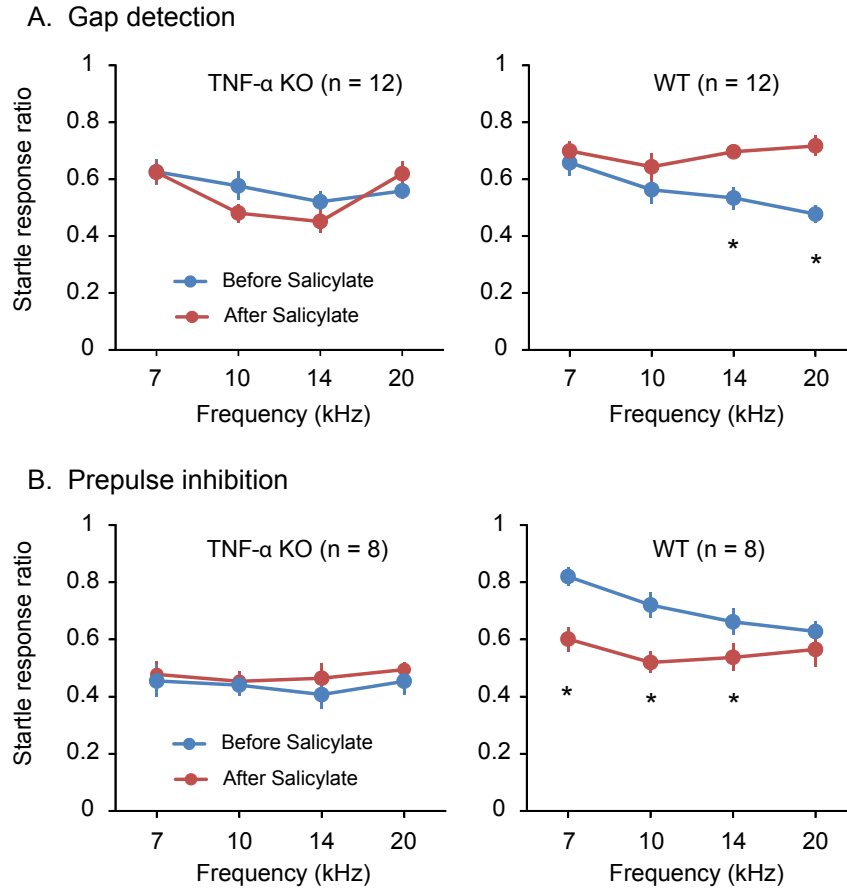 A. Gap detection
TNF-α KO (n = 12)
Startle response ratio
1
0.8
0.6
0.4
0.2
0
Before Salicylate
After Salicylate
7 10 14 20
Frequency (kHz)
WT (n = 12)
1
0.8
0.6
0.4
0.2
0
*
*
7 10 14 20
Frequency (kHz)
B. Prepulse inhibition
TNF-α KO (n = 8)
Startle response ratio
1
0.8
0.6
0.4
0.2
0
Before Salicylate
After Salicylate
7 10 14 20
Frequency (kHz)
WT (n = 8)
1
0.8
0.6
0.4
0.2
0
* * *
7 10 14 20
Frequency (kHz)